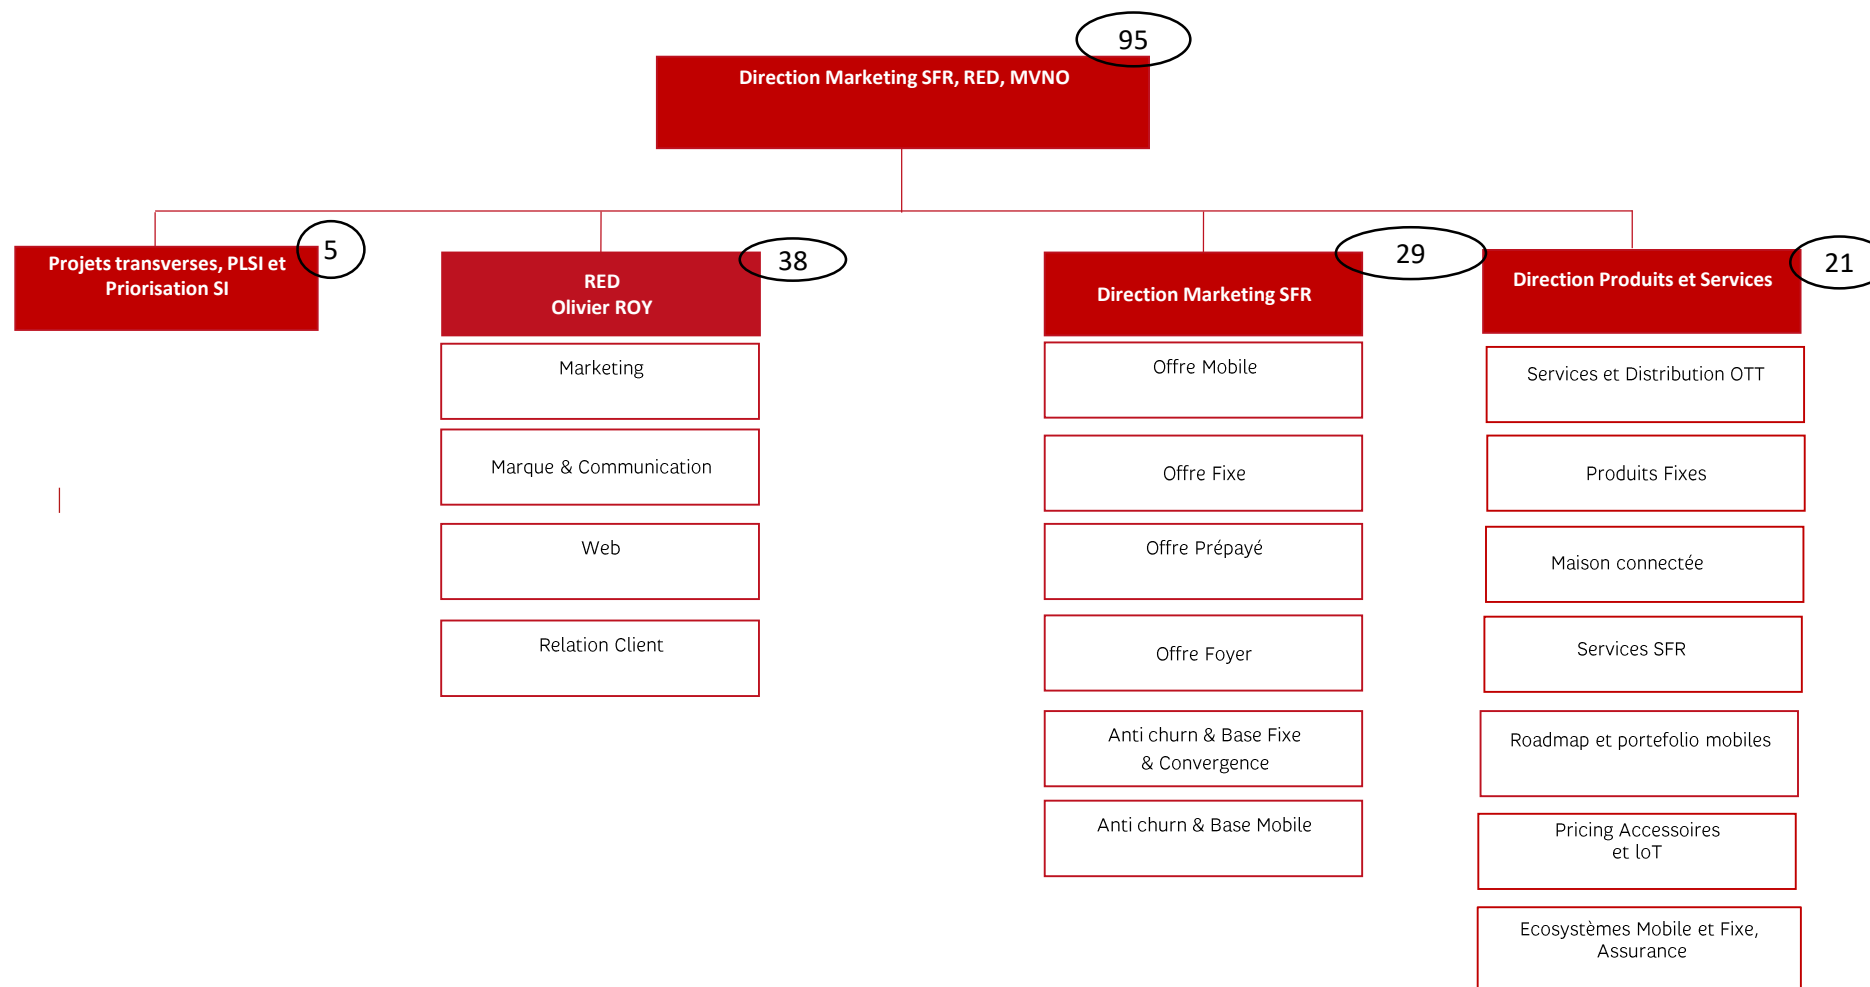 95
Direction Marketing SFR, RED, MVNO
5
Projets transverses, PLSI et
Priorisation SI
38
RED
Olivier ROY
Marketing
Marque & Communication
Web
Relation Client
29
Direction Marketing SFR
Offre Mobile
Offre Fixe
Offre Prépayé
Offre Foyer
Anti churn & Base Fixe
& Convergence
Anti churn & Base Mobile
21
Direction Produits et Services
Services et Distribution OTT
Produits Fixes
Maison connectée
Services SFR
Roadmap et portefolio mobiles
Pricing Accessoires
et loT
Ecosystèmes Mobile et Fixe,
Assurance